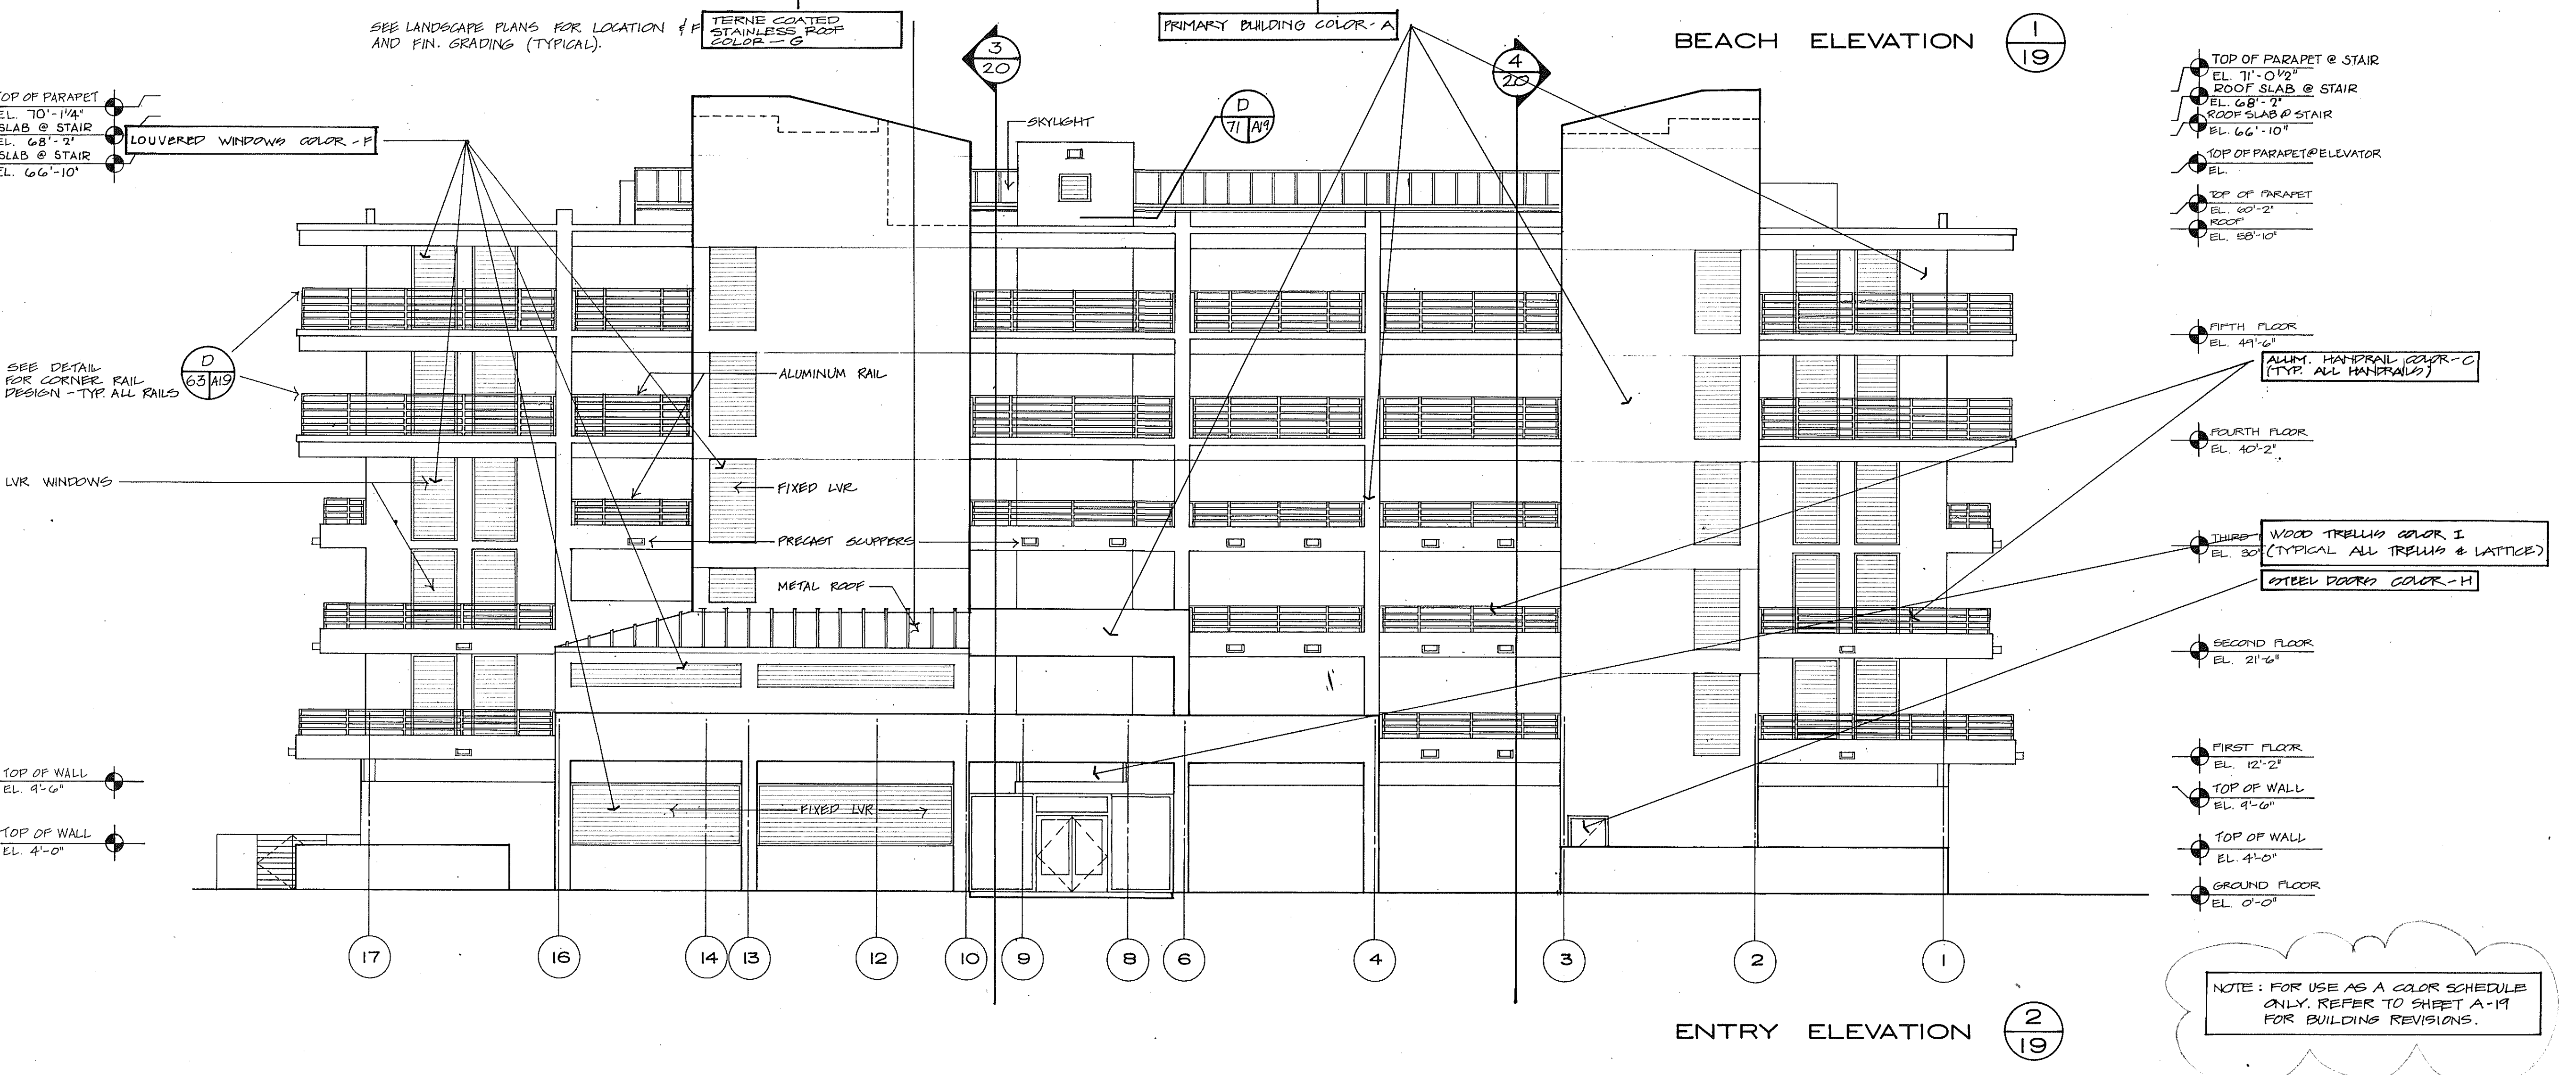 SEE LANDSCAPE PLANS FOR LOCATION & F
AND FIN. GRADING (TYPICAL).
TERNE COATED
STAINLESS ROOF
COLOR - G
3
20
PRIMARY BUILDING COLOR - A
4
20
BEACH ELEVATION
1
19
TOP OF PARAPET @ STAIR
EL. 71'-0 1/2"
ROOF SLAB @ STAIR
EL. 68'-2"
ROOF SLAB @ STAIR
EL. 66'-10"
TOP OF PARAPET @ ELEVATOR
EL.
TOP OF PARAPET
EL. 60'-2"
ROOF
EL. 58'-10"
TOP OF PARAPET
EL. 70'-1 1/4"
SLAB @ STAIR
EL. 68'-2"
SLAB @ STAIR
EL. 66'-10"
LOUVERED WINDOWS COLOR - F
SKYLIGHT
D
71 A19
SEE DETAIL
FOR CORNER RAIL
DESIGN - TYP. ALL RAILS
D
63 A19
ALUMINUM RAIL
FIFTH FLOOR
EL. 49'-6"
ALUM. HANDRAIL COLOR - C
(TYP. ALL HANDRAILS)
FOURTH FLOOR
EL. 40'-2"
LVR WINDOWS
FIXED LVR
PRECAST SCUPPERS
METAL ROOF
THIRD
EL. 30'
WOOD TRELLIS COLOR I
(TYPICAL ALL TRELLIS & LATTICE)
STEEL DOORS COLOR - H
SECOND FLOOR
EL. 21'-6"
FIRST FLOOR
EL. 12'-2"
TOP OF WALL
EL. 9'-6"
TOP OF WALL
EL. 4'-0"
GROUND FLOOR
EL. 0'-0"
TOP OF WALL
EL. 9'-6"
TOP OF WALL
EL. 4'-0"
FIXED LVR
17 16 14 13 12 10 9 8 6 4 3 2 1
NOTE: FOR USE AS A COLOR SCHEDULE
ONLY. REFER TO SHEET A-19
FOR BUILDING REVISIONS.
ENTRY ELEVATION
2
19